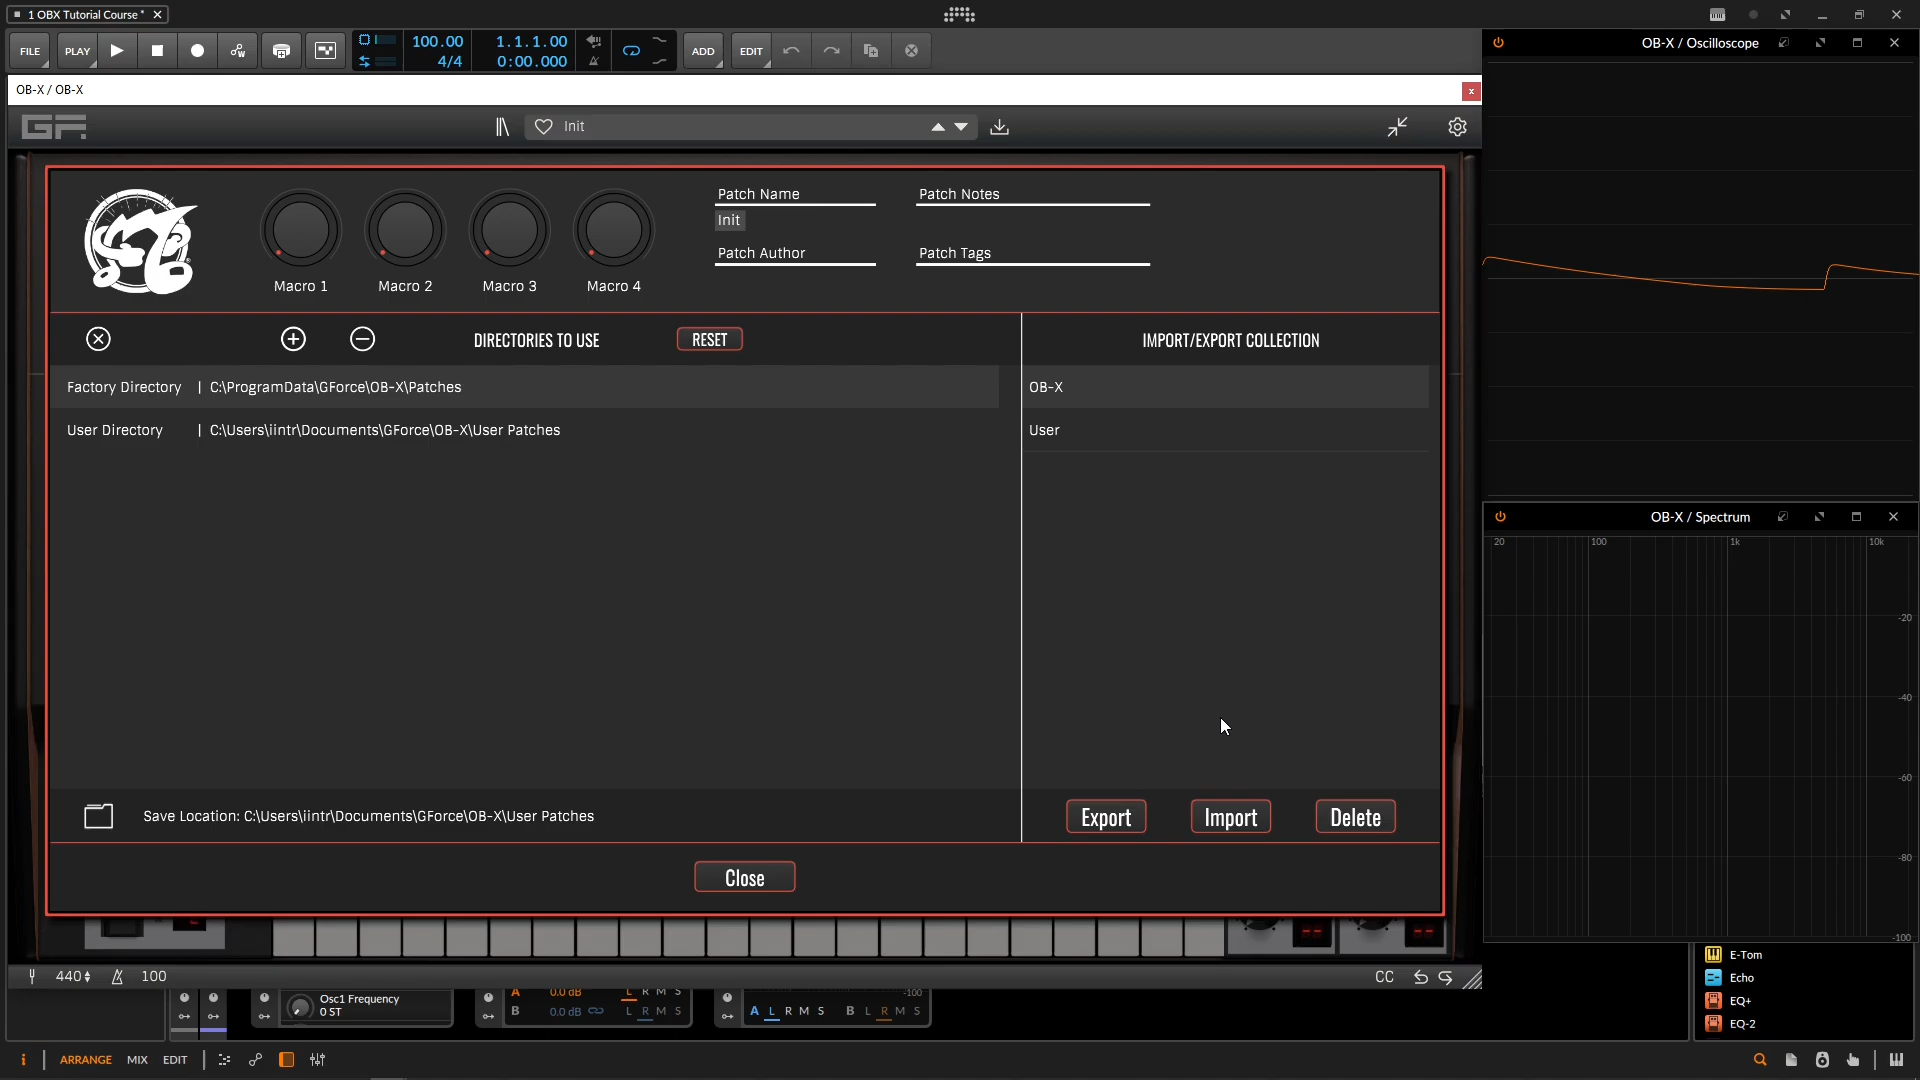 1 OBX Tutorial Course *
FILE
PLAY
100.00
4/4
1.1.1.00
0:00.000
ADD
EDIT
OB-X / Oscilloscope
OB-X / OB-X
GF.
Init
Patch Name
Patch Notes
Init
Patch Author
Patch Tags
Macro 1
Macro 2
Macro 3
Macro 4
DIRECTORIES TO USE
RESET
IMPORT/EXPORT COLLECTION
Factory Directory | C:\ProgramData\GForce\OB-X\Patches
OB-X
User Directory | C:\Users\iintr\Documents\GForce\OB-X\User Patches
User
OB-X / Spectrum
20 100 1k 10k
-20
-40
-60
-80
-100
Save Location: C:\Users\iintr\Documents\GForce\OB-X\User Patches
Export
Import
Delete
Close
E-Tom
Echo
EQ+
EQ-2
440
100
CC
Osc1 Frequency
0 ST
A 0.0 dB L R M S
B 0.0 dB L R M S
-100
A L R M S B L R M S
i
ARRANGE
MIX
EDIT